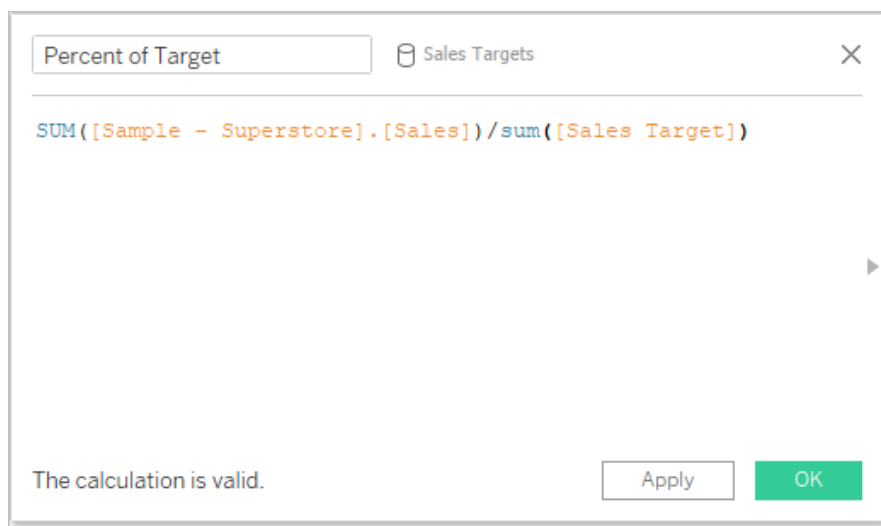 Percent of Target
Sales Targets
SUM([Sample - Superstore].[Sales])/sum([Sales Target])
The calculation is valid.
Apply
OK